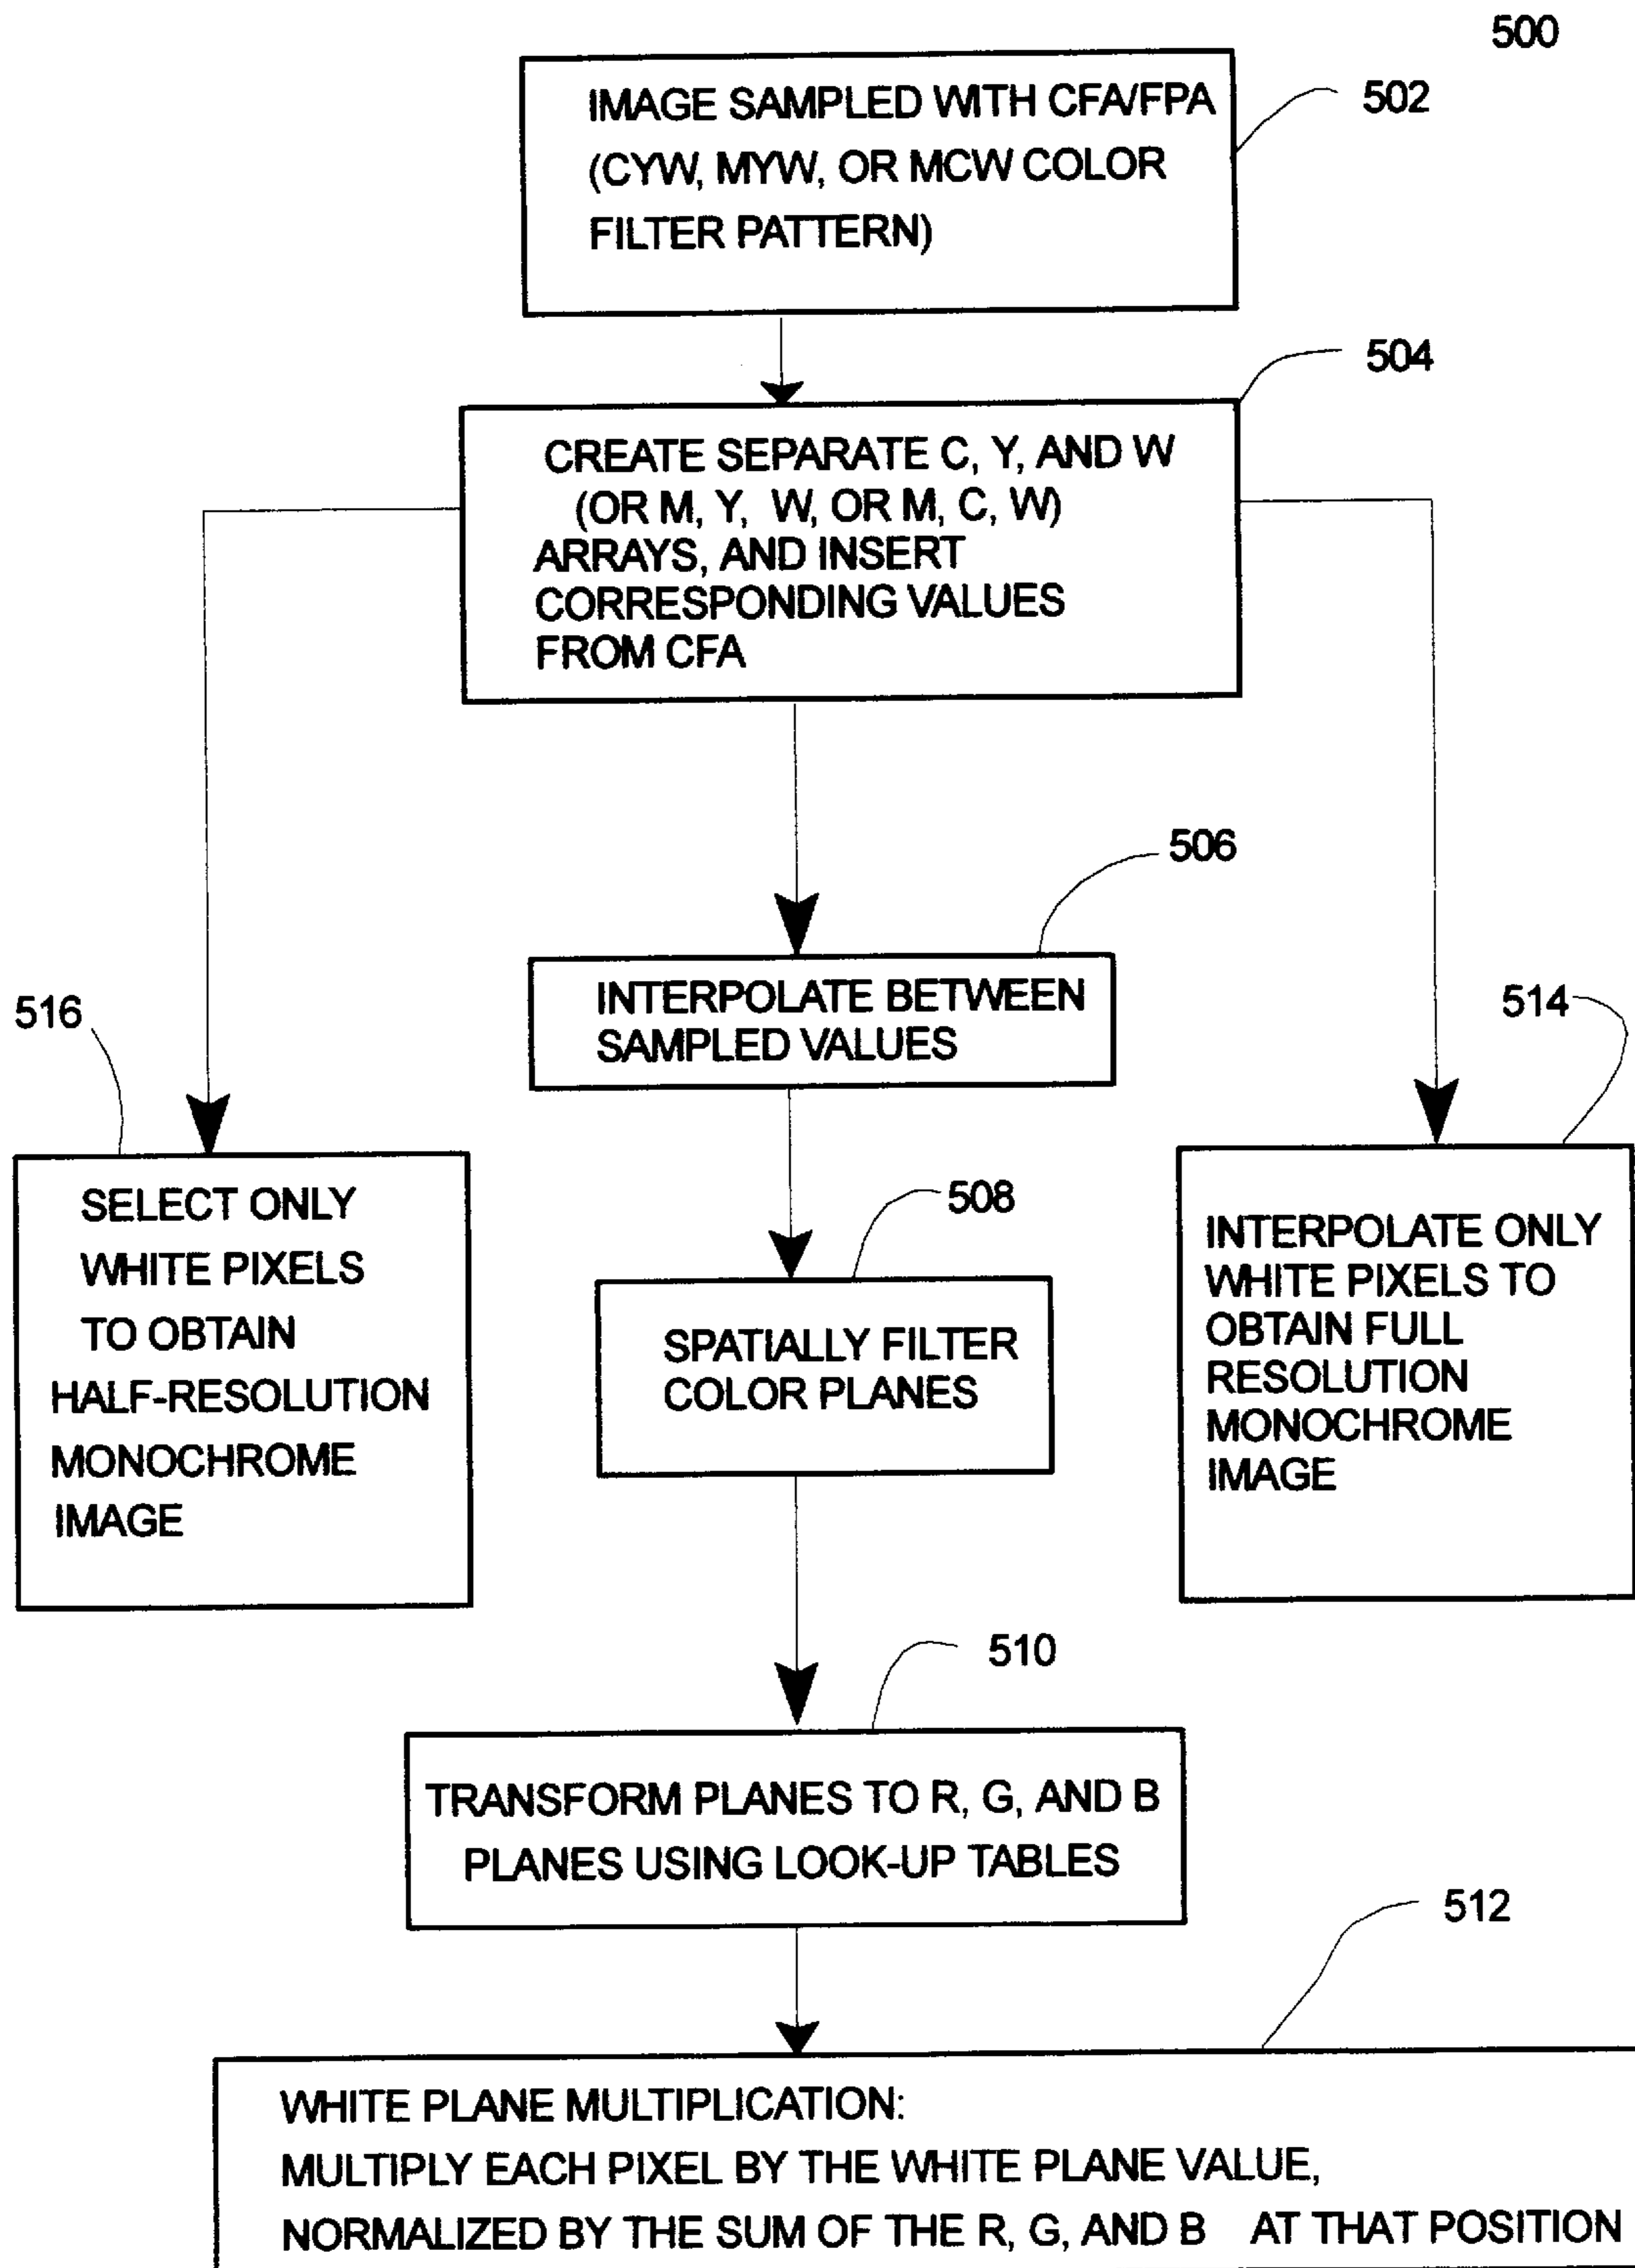 500
IMAGE SAMPLED WITH CFA/FPA
(CYW, MYW, OR MCW COLOR
FILTER PATTERN)
502
504
CREATE SEPARATE C, Y, AND W
(OR M, Y, W, OR M, C, W)
ARRAYS, AND INSERT
CORRESPONDING VALUES
FROM CFA
506
INTERPOLATE BETWEEN
SAMPLED VALUES
516
514
SELECT ONLY
WHITE PIXELS
TO OBTAIN
HALF-RESOLUTION
MONOCHROME
IMAGE
508
SPATIALLY FILTER
COLOR PLANES
INTERPOLATE ONLY
WHITE PIXELS TO
OBTAIN FULL
RESOLUTION
MONOCHROME
IMAGE
510
TRANSFORM PLANES TO R, G, AND B
PLANES USING LOOK-UP TABLES
512
WHITE PLANE MULTIPLICATION:
MULTIPLY EACH PIXEL BY THE WHITE PLANE VALUE,
NORMALIZED BY THE SUM OF THE R, G, AND B AT THAT POSITION